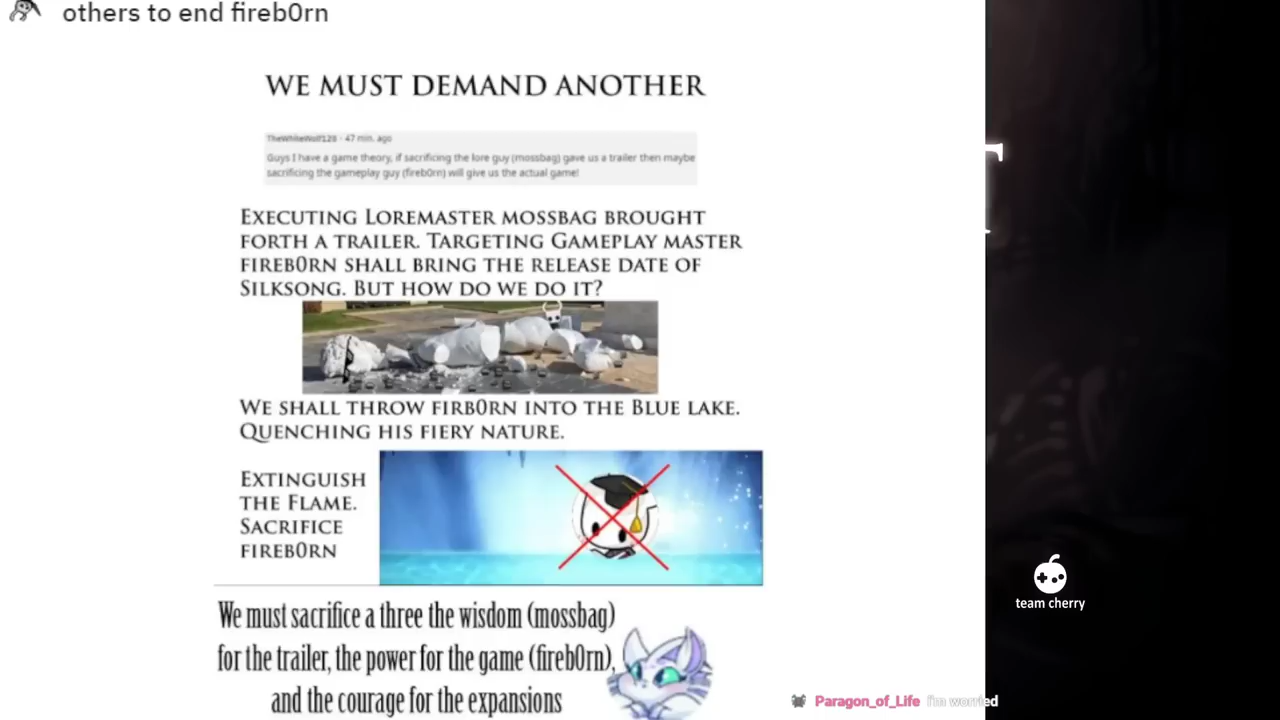 others to end fireb0rn
WE MUST DEMAND ANOTHER
TheWhiteWolf128 · 47 min. ago
Guys I have a game theory, if sacrificing the lore guy (mossbag) gave us a trailer then maybe
sacrificing the gameplay guy (fireb0rn) will give us the actual game!
EXECUTING LOREMASTER MOSSBAG BROUGHT
FORTH A TRAILER. TARGETING GAMEPLAY MASTER
FIREB0RN SHALL BRING THE RELEASE DATE OF
SILKSONG. BUT HOW DO WE DO IT?
WE SHALL THROW FIRB0RN INTO THE BLUE LAKE.
QUENCHING HIS FIERY NATURE.
EXTINGUISH
THE FLAME.
SACRIFICE
FIREB0RN
We must sacrifice a three the wisdom (mossbag)
for the trailer, the power for the game (fireb0rn),
and the courage for the expansions
T
team cherry
Paragon_of_Life I'm worried